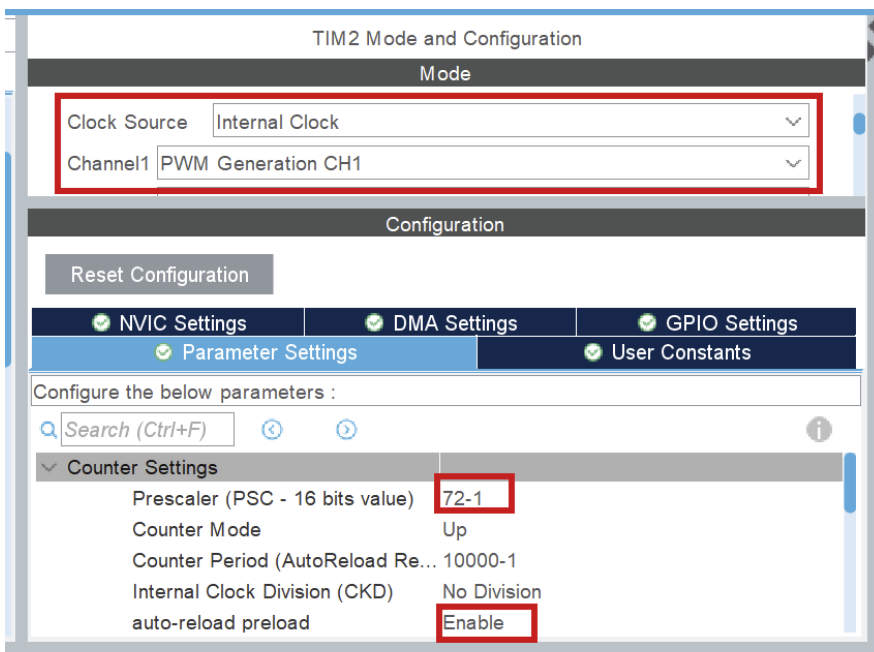 TIM2 Mode and Configuration
Mode
Clock Source Internal Clock
Channel1 PWM Generation CH1
Configuration
Reset Configuration
NVIC Settings DMA Settings GPIO Settings
Parameter Settings User Constants
Configure the below parameters :
Search (Ctrl+F)
Counter Settings
Prescaler (PSC - 16 bits value) 72-1
Counter Mode Up
Counter Period (AutoReload Re... 10000-1
Internal Clock Division (CKD) No Division
auto-reload preload Enable